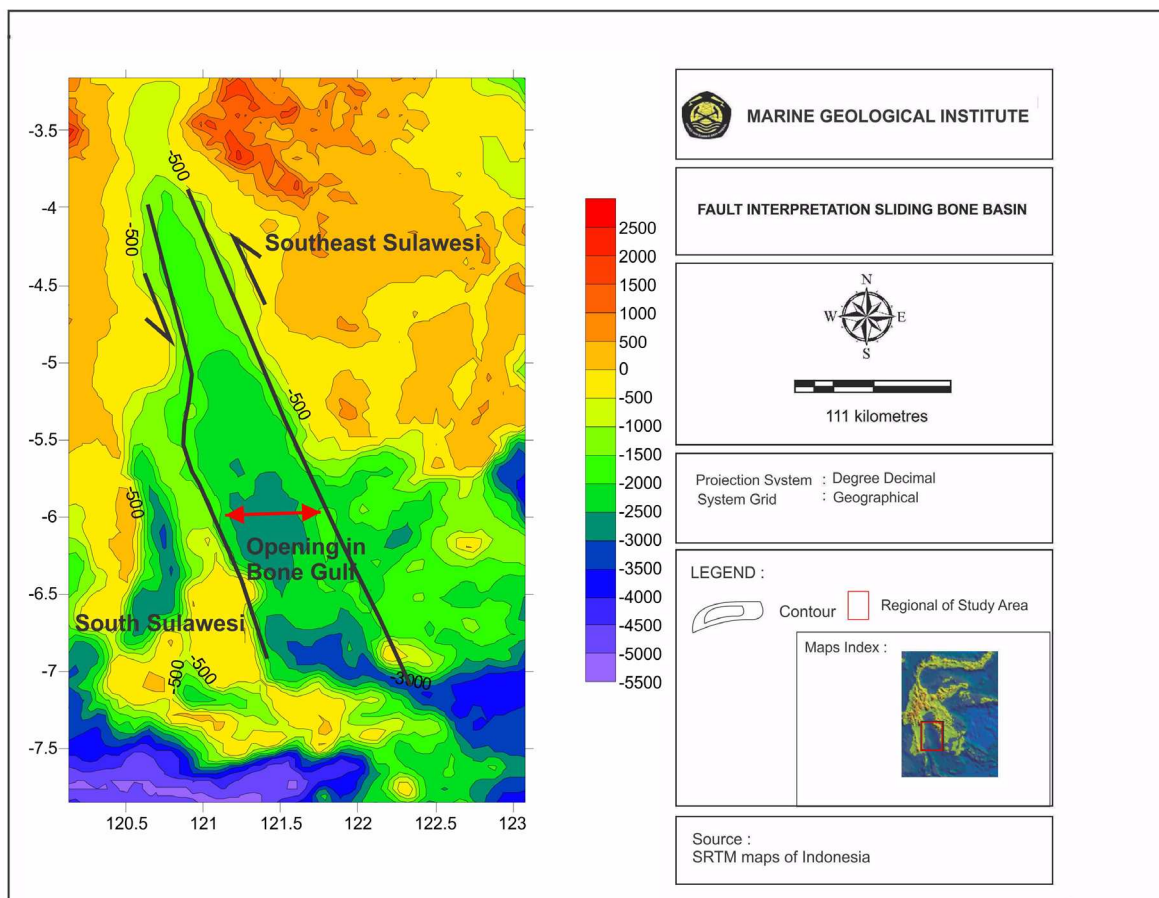 -3.5
-4
-4.5
-5
-5.5
-6
-6.5
-7
-7.5
120.5
121
121.5
122
122.5
123
-500
-500
Southeast Sulawesi
-500
-500
Opening in
Bone Gulf
South Sulawesi
-500
-500
-3000
2500
2000
1500
1000
500
0
-500
-1000
-1500
-2000
-2500
-3000
-3500
-4000
-4500
-5000
-5500
MARINE GEOLOGICAL INSTITUTE
FAULT INTERPRETATION SLIDING BONE BASIN
N
W E
S
111 kilometres
Projection System : Degree Decimal
System Grid : Geographical
LEGEND :
Contour Regional of Study Area
Maps Index :
Source :
SRTM maps of Indonesia